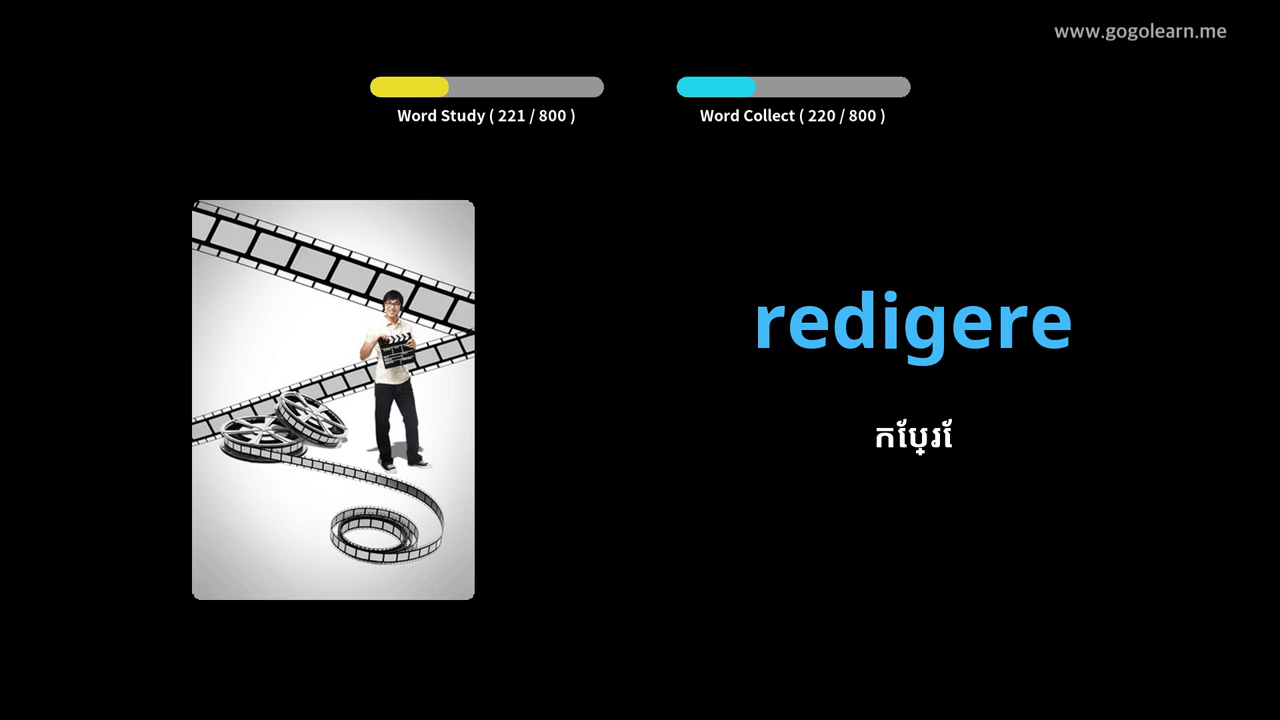 www.gogolearn.me
Word Study ( 221 / 800 )
Word Collect ( 220 / 800 )
redigere
កែប្រែ